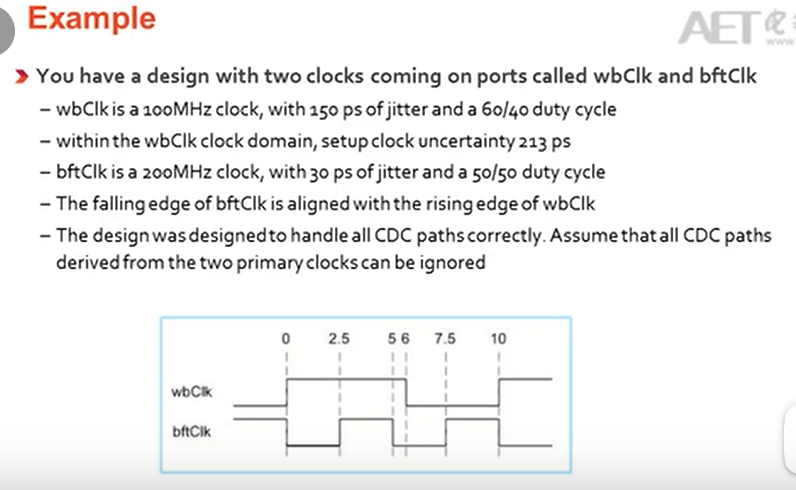 Example
AET
www
You have a design with two clocks coming on ports called wbClk and bftClk
– wbClk is a 100MHz clock, with 150 ps of jitter and a 60/40 duty cycle
– within the wbClk clock domain, setup clock uncertainty 213 ps
– bftClk is a 200MHz clock, with 30 ps of jitter and a 50/50 duty cycle
– The falling edge of bftClk is aligned with the rising edge of wbClk
– The design was designed to handle all CDC paths correctly. Assume that all CDC paths
derived from the two primary clocks can be ignored
0 2.5 5 6 7.5 10
wbClk
bftClk